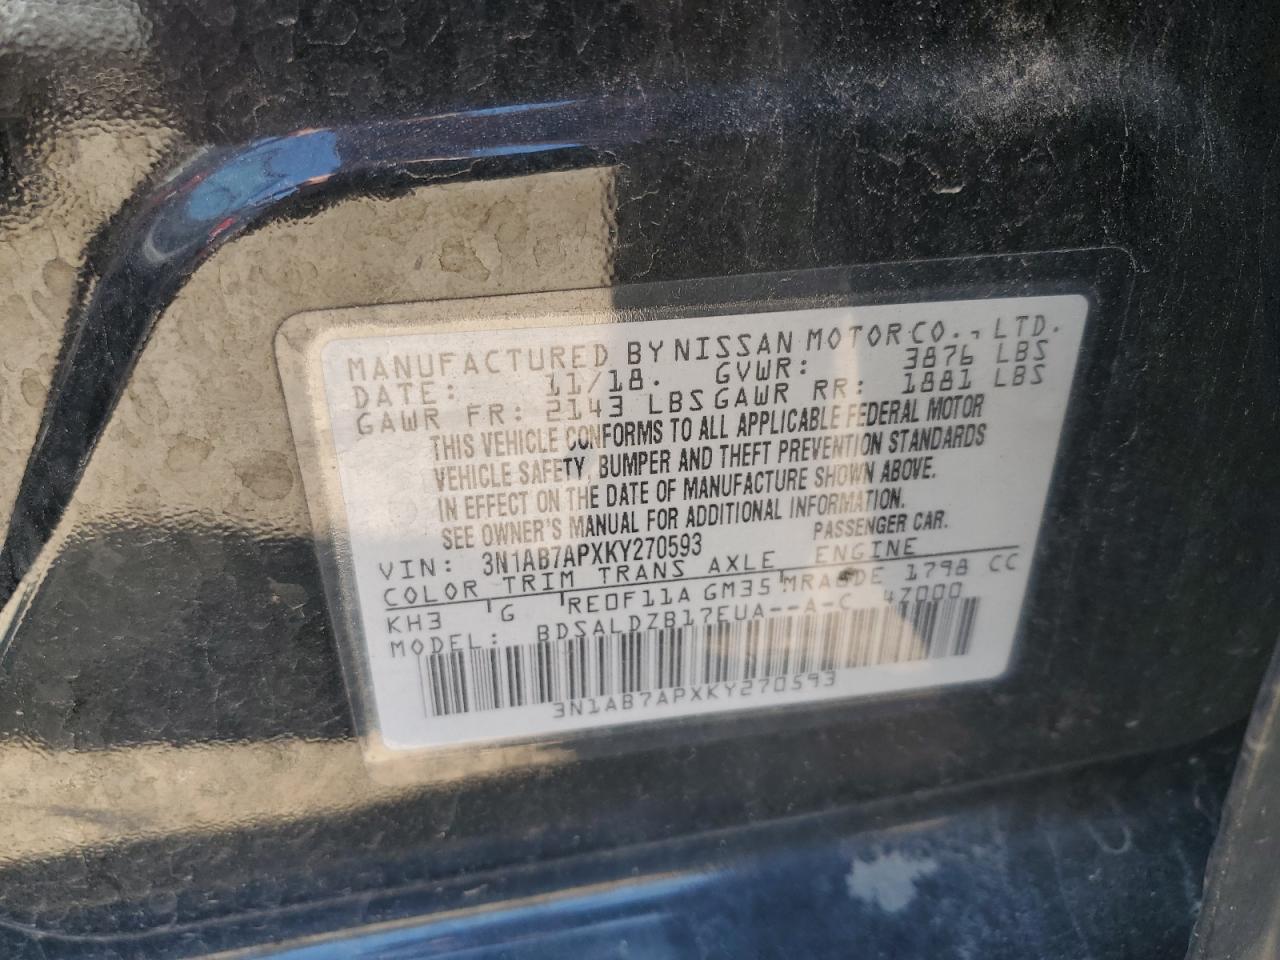 MANUFACTURED BY NISSAN MOTOR CO., LTD.
DATE: 11/18. GVWR: 3876 LBS
GAWR FR: 2143 LBS GAWR RR: 1881 LBS
THIS VEHICLE CONFORMS TO ALL APPLICABLE FEDERAL MOTOR
VEHICLE SAFETY, BUMPER AND THEFT PREVENTION STANDARDS
IN EFFECT ON THE DATE OF MANUFACTURE SHOWN ABOVE.
SEE OWNER'S MANUAL FOR ADDITIONAL INFORMATION.
VIN: 3N1AB7APXKY270593 PASSENGER CAR.
COLOR TRIM TRANS AXLE ENGINE
KH3 G RE0F11A GM35 1798 CC
MODEL: BDSALDZB17EUA--A-C 4Z000
3N1AB7APXKY270593